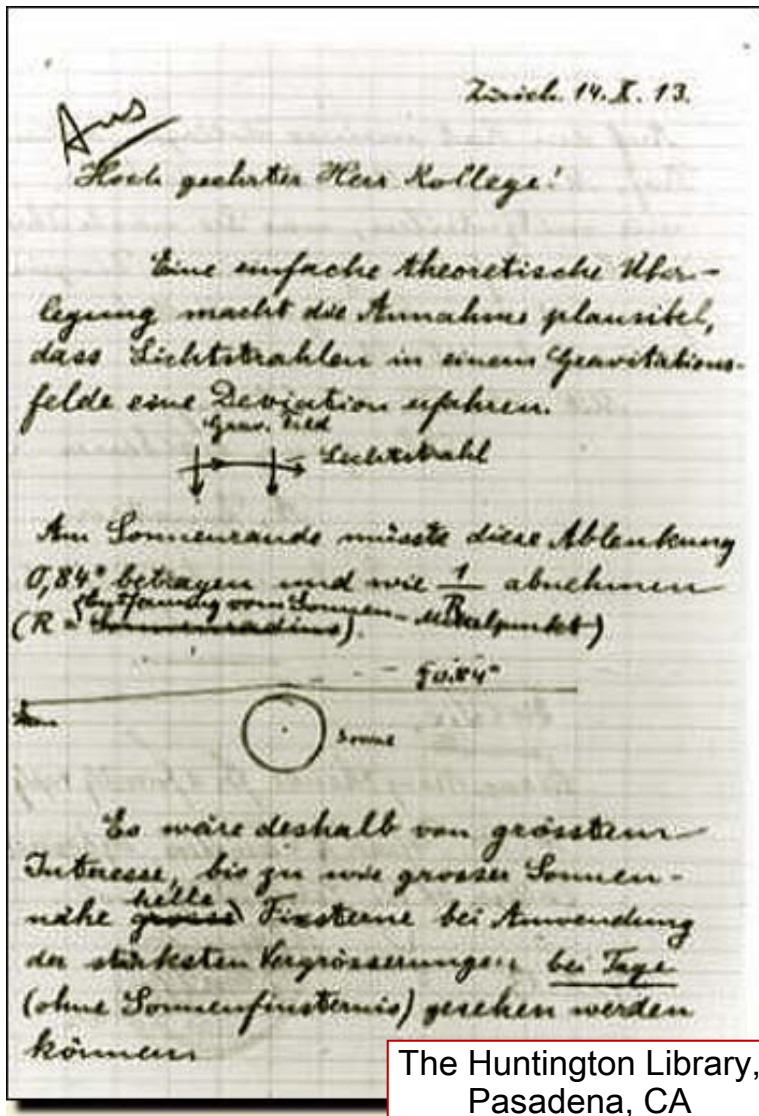 Zürich. 14. X. 13.
Hoch geehrter Herr Kollege!
Eine einfache theoretische Über-
legung macht die Annahme plausibel,
dass Lichtstrahlen in einem Gravitations-
felde eine Deviation erfahren.
Grav. Feld
Lichtstrahl
Am Sonnenrande müsste diese Ablenkung
0,84" betragen und wie 1/R abnehmen
(R = Entfernung vom Sonnen-Mittelpunkt)
0.84"
Sonne
Es wäre deshalb von grösstem
Interesse, bis zu wie grosser Sonnen-
nähe helle Fixsterne bei Anwendung
der stärksten Vergrösserungen bei Tage
(ohne Sonnenfinsternis) gesehen werden
können.
The Huntington Library,
Pasadena, CA